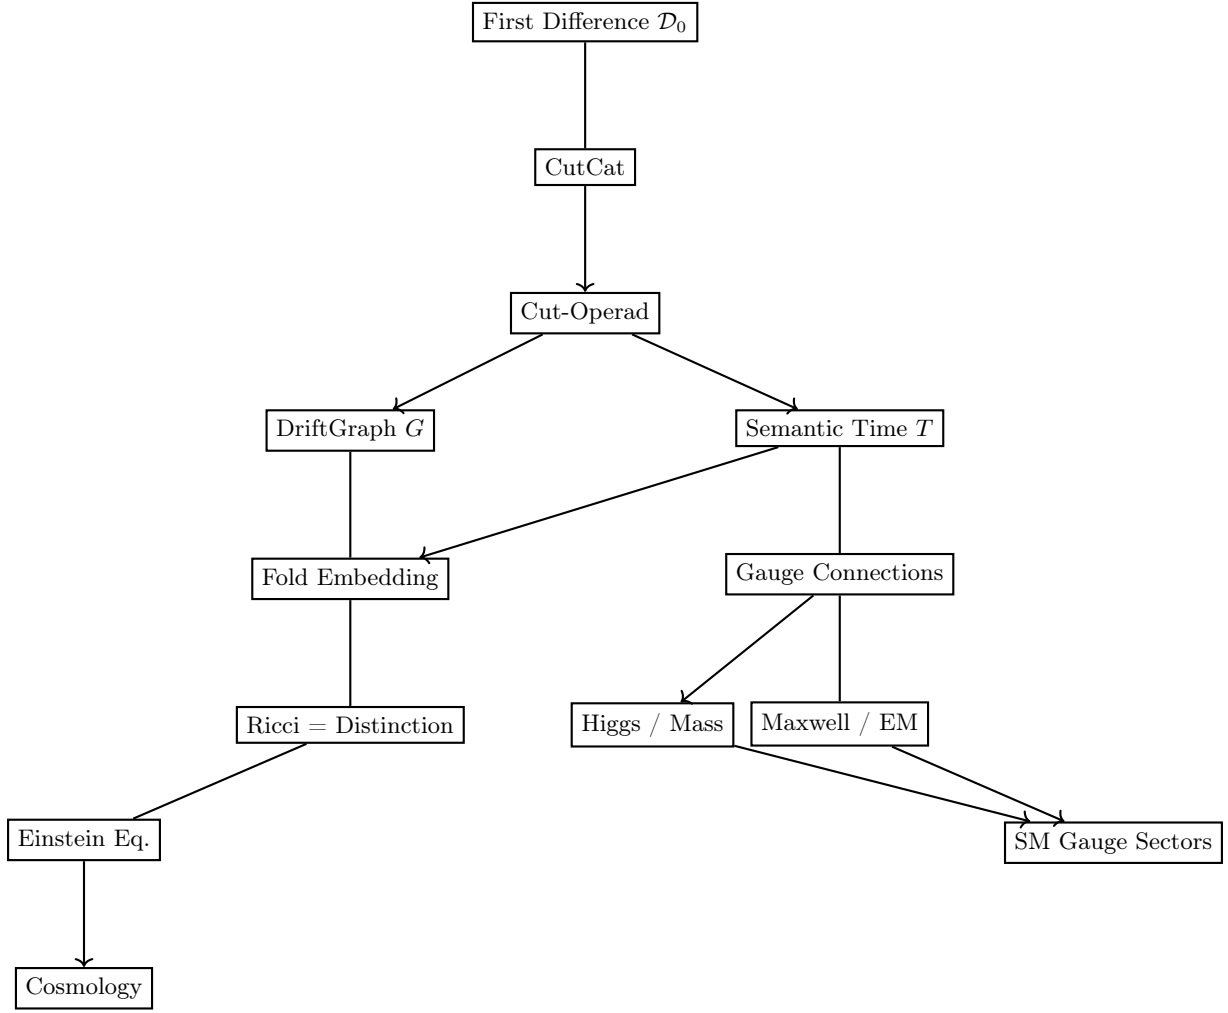 First Difference 𝒟₀
CutCat
Cut-Operad
DriftGraph G
Semantic Time T
Fold Embedding
Gauge Connections
Ricci = Distinction
Higgs / Mass
Maxwell / EM
Einstein Eq.
SM Gauge Sectors
Cosmology